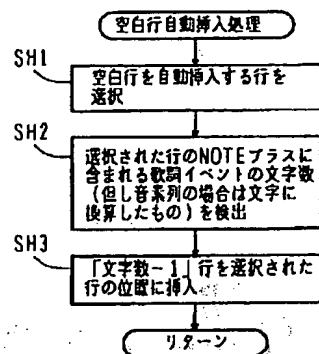 空白行自動挿入処理
SH1
空白行を自動挿入する行を
選択
SH2
選択された行のNOTEプラスに
含まれる歌詞イベントの文字数
(但し音素列の場合は文字に
換算したもの)を検出
SH3
「文字数-1」行を選択された
行の位置に挿入
リターン